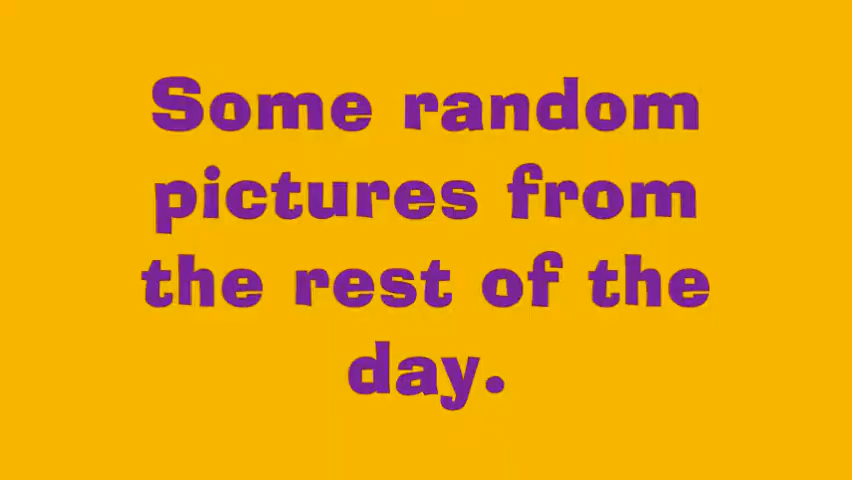 Some random
pictures from
the rest of the
day.